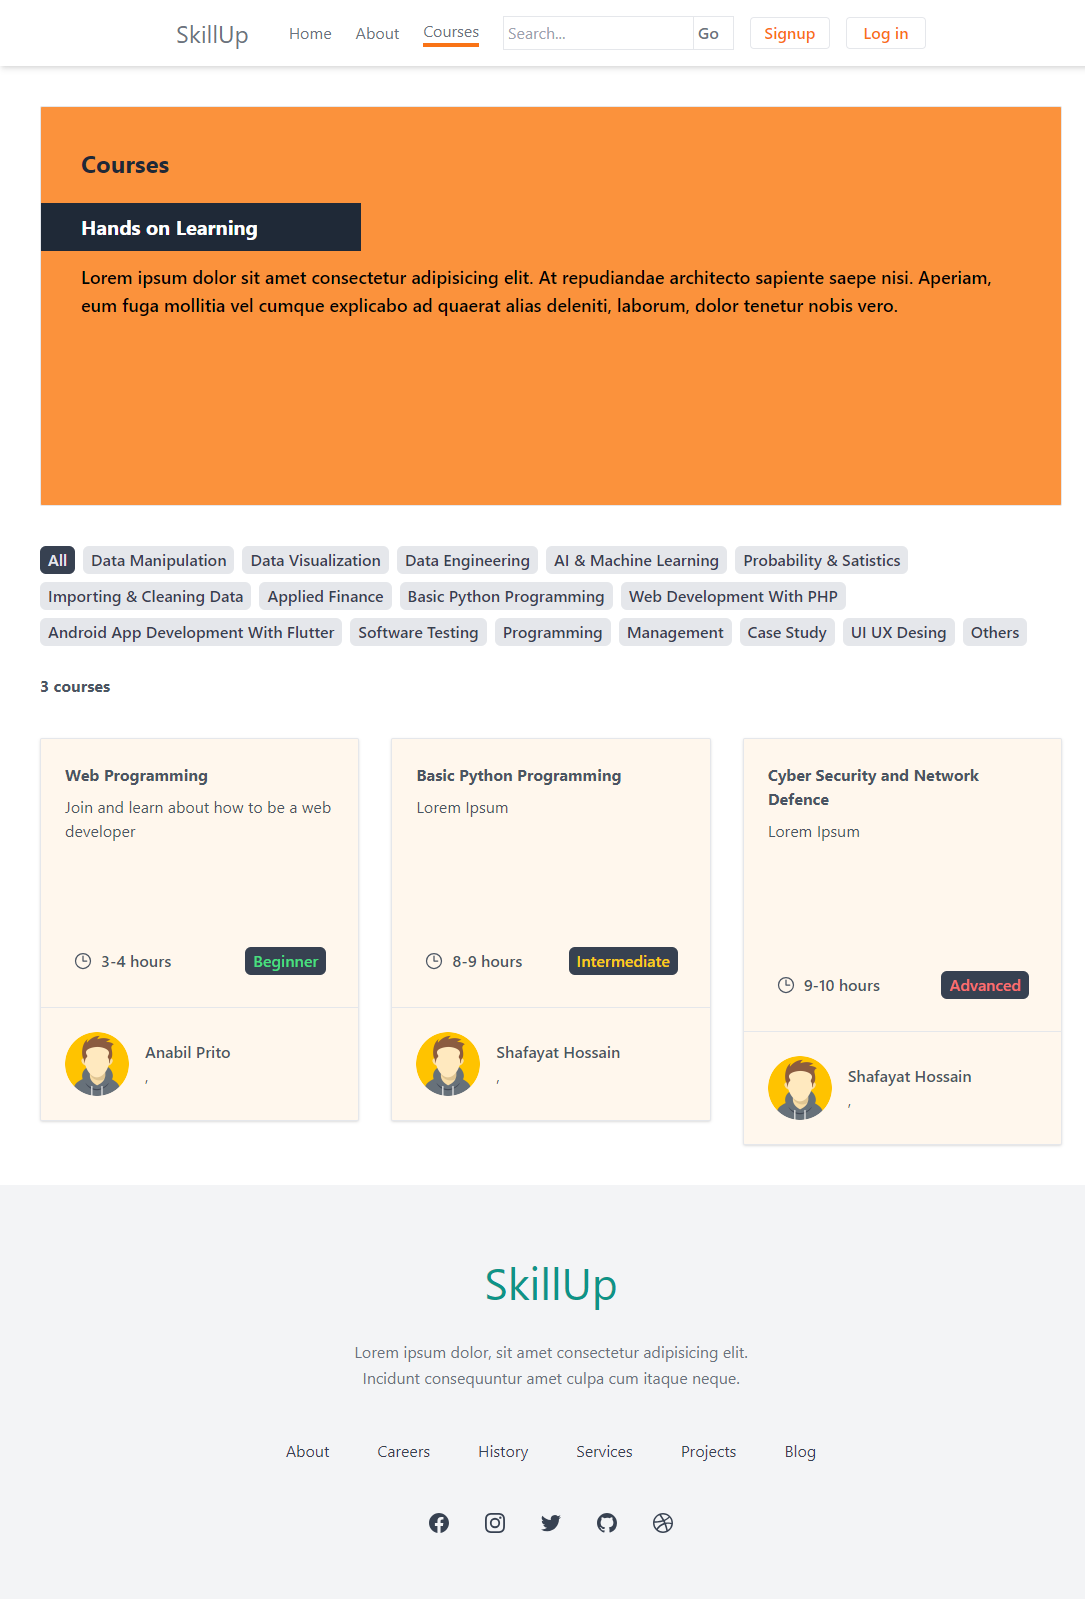 SkillUp Home About Courses Search... Go Signup Log in
Courses
Hands on Learning
Lorem ipsum dolor sit amet consectetur adipisicing elit. At repudiandae architecto sapiente saepe nisi. Aperiam,
eum fuga mollitia vel cumque explicabo ad quaerat alias deleniti, laborum, dolor tenetur nobis vero.
All Data Manipulation Data Visualization Data Engineering AI & Machine Learning Probability & Satistics
Importing & Cleaning Data Applied Finance Basic Python Programming Web Development With PHP
Android App Development With Flutter Software Testing Programming Management Case Study UI UX Desing Others
3 courses
Web Programming
Join and learn about how to be a web
developer
3-4 hours Beginner
Anabil Prito
,
Basic Python Programming
Lorem Ipsum
8-9 hours Intermediate
Shafayat Hossain
,
Cyber Security and Network
Defence
Lorem Ipsum
9-10 hours Advanced
Shafayat Hossain
,
SkillUp
Lorem ipsum dolor, sit amet consectetur adipisicing elit.
Incidunt consequuntur amet culpa cum itaque neque.
About Careers History Services Projects Blog